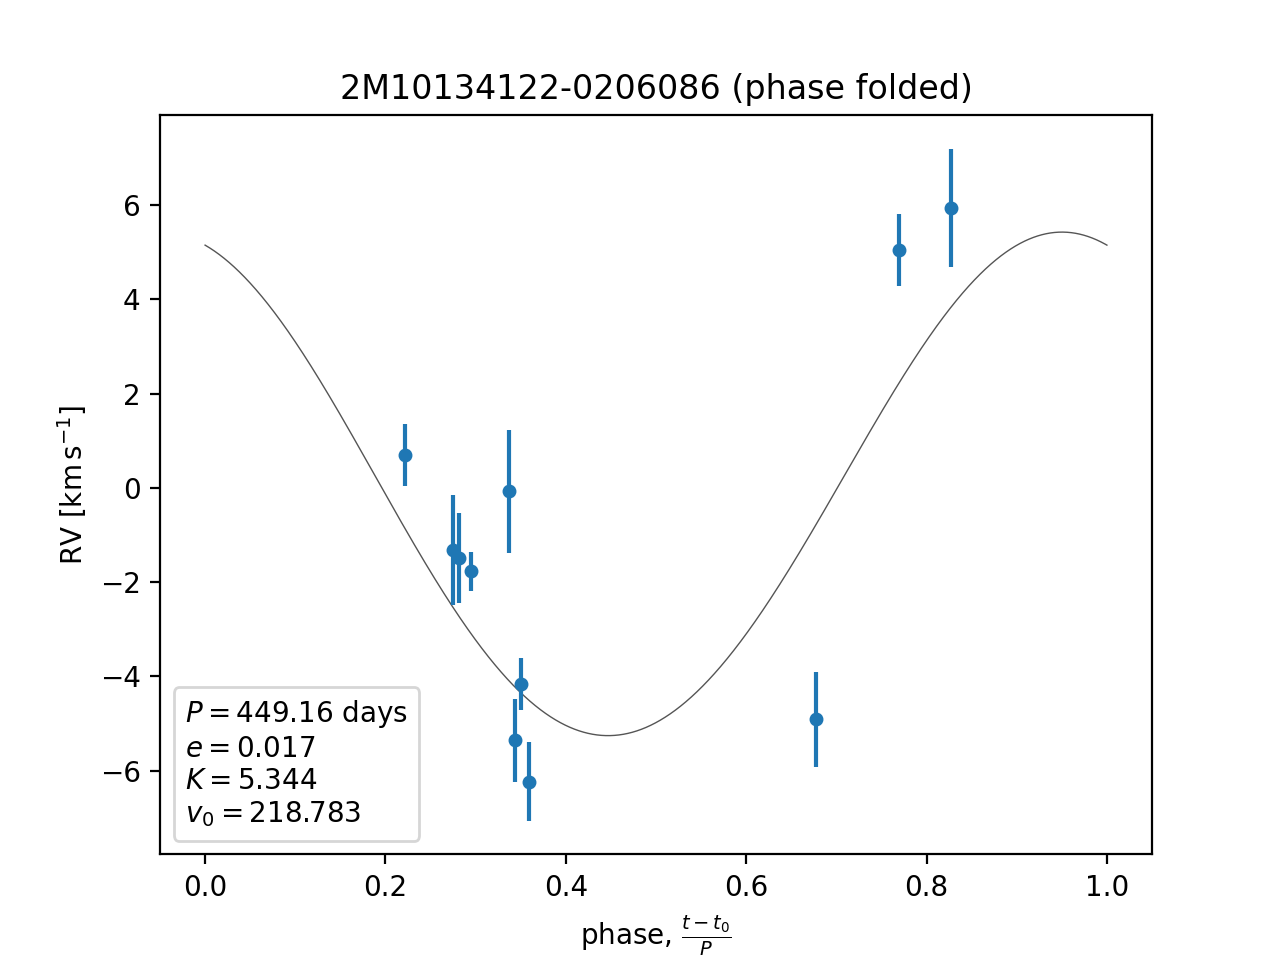 2M10134122-0206086 (phase folded)
RV [km s⁻¹]
6
4
2
0
−2
−4
−6
P = 449.16 days
e = 0.017
K = 5.344
v₀ = 218.783
0.0 0.2 0.4 0.6 0.8 1.0
phase, (t − t₀)/P